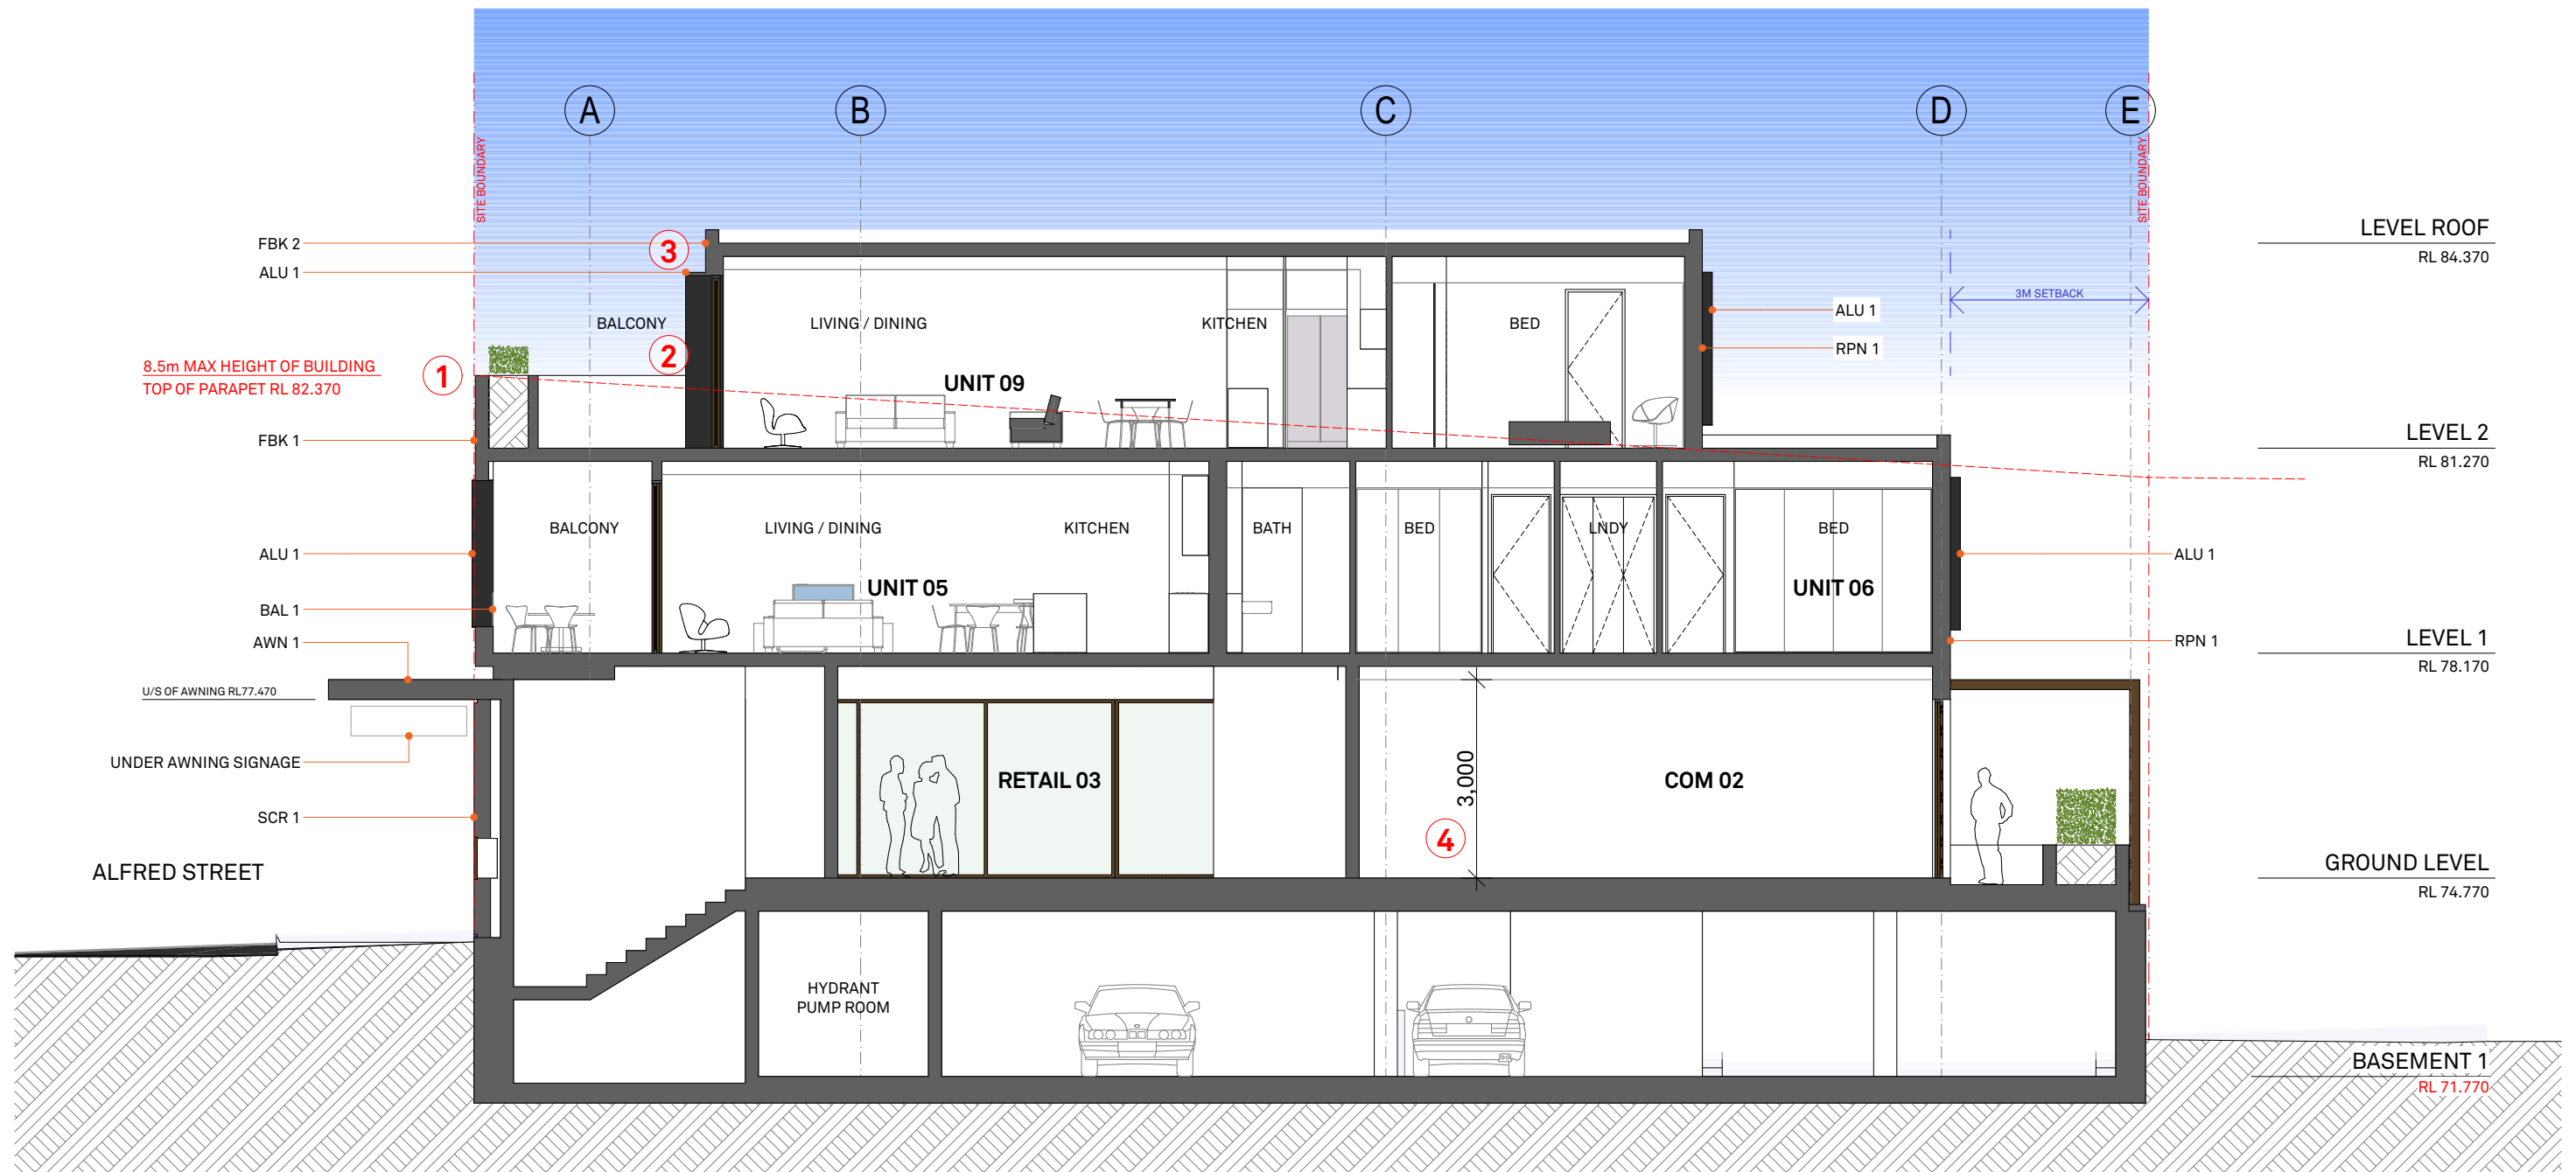 A
B
C
D
E
SITE BOUNDARY
SITE BOUNDARY
LEVEL ROOF
RL 84.370
FBK 2
ALU 1
3
3M SETBACK
BALCONY
LIVING / DINING
KITCHEN
BED
ALU 1
RPN 1
2
8.5m MAX HEIGHT OF BUILDING
TOP OF PARAPET RL 82.370
1
UNIT 09
FBK 1
LEVEL 2
RL 81.270
BALCONY
LIVING / DINING
KITCHEN
BATH
BED
LNDY
BED
ALU 1
ALU 1
UNIT 05
UNIT 06
BAL 1
AWN 1
RPN 1
LEVEL 1
RL 78.170
U/S OF AWNING RL77.470
UNDER AWNING SIGNAGE
RETAIL 03
3,000
COM 02
SCR 1
4
ALFRED STREET
GROUND LEVEL
RL 74.770
HYDRANT
PUMP ROOM
BASEMENT 1
RL 71.770